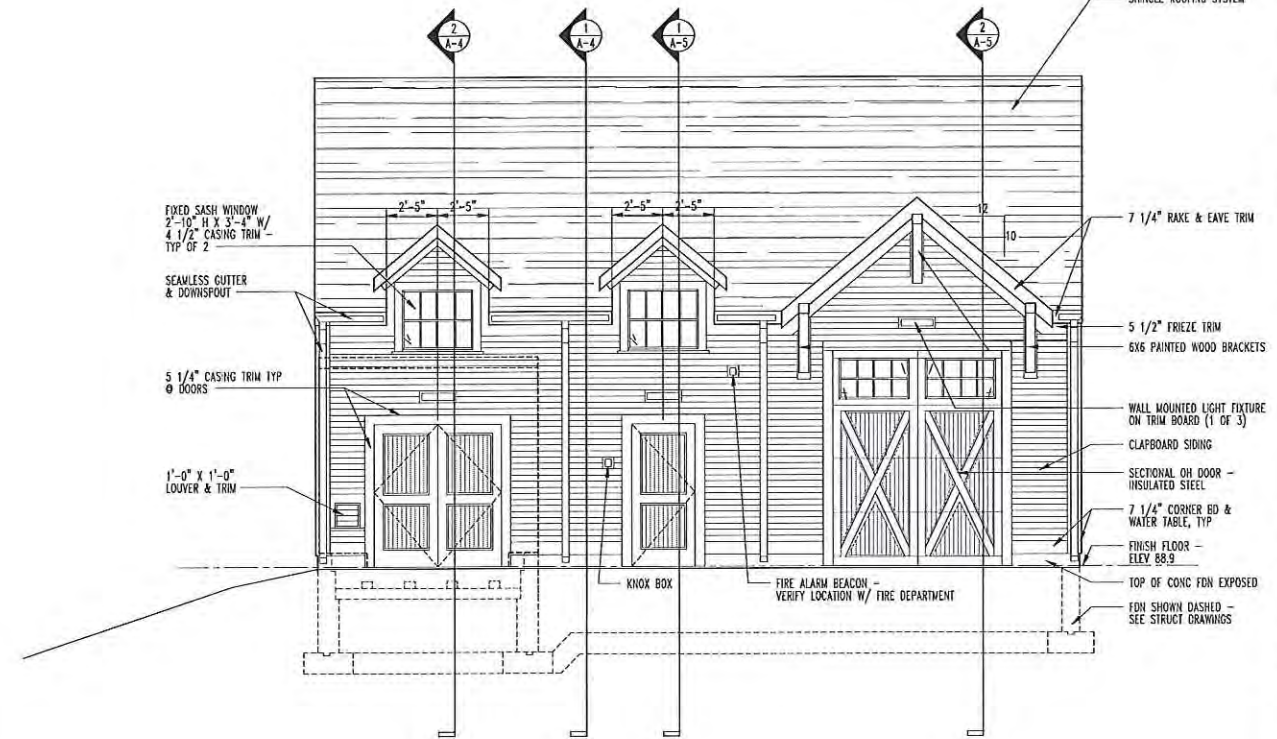 SHINGLE ROOFING SYSTEM
2
A-4
1
A-4
1
A-5
2
A-5
FIXED SASH WINDOW
2'-10" H X 3'-4" W/
4 1/2" CASING TRIM -
TYP OF 2
2'-5" 2'-5"
2'-5" 2'-5"
12
10
7 1/4" RAKE & EAVE TRIM
SEAMLESS GUTTER
& DOWNSPOUT
5 1/2" FRIEZE TRIM
6X6 PAINTED WOOD BRACKETS
5 1/4" CASING TRIM TYP
@ DOORS
WALL MOUNTED LIGHT FIXTURE
ON TRIM BOARD (1 OF 3)
CLAPBOARD SIDING
SECTIONAL OH DOOR -
INSULATED STEEL
1'-0" X 1'-0"
LOUVER & TRIM
7 1/4" CORNER BD &
WATER TABLE, TYP
FINISH FLOOR -
ELEV 88.9
KNOX BOX
FIRE ALARM BEACON -
VERIFY LOCATION W/ FIRE DEPARTMENT
TOP OF CONC FDN EXPOSED
FDN SHOWN DASHED -
SEE STRUCT DRAWINGS